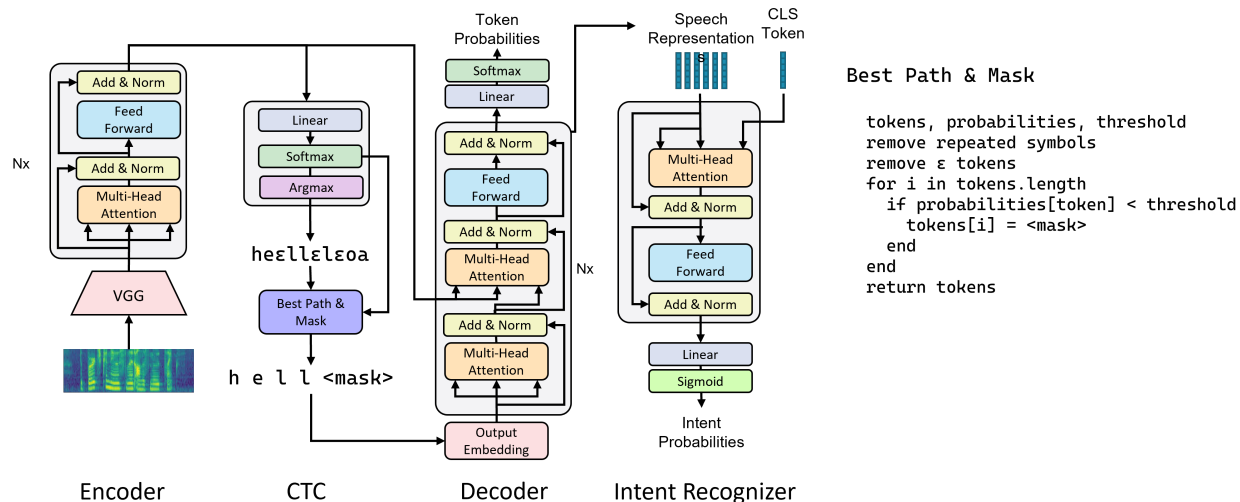 Add & Norm
Feed
Forward
Add & Norm
Multi-Head
Attention
Nx
VGG
Encoder
Linear
Softmax
Argmax
heεllεlεoa
Best Path &
Mask
h e l l <mask>
CTC
Token
Probabilities
Softmax
Linear
Add & Norm
Feed
Forward
Add & Norm
Multi-Head
Attention
Add & Norm
Multi-Head
Attention
Nx
Output
Embedding
Decoder
Speech
Representation
s
CLS
Token
Multi-Head
Attention
Add & Norm
Feed
Forward
Add & Norm
Linear
Sigmoid
Intent
Probabilities
Intent Recognizer
Best Path & Mask
tokens, probabilities, threshold
remove repeated symbols
remove ε tokens
for i in tokens.length
if probabilities[token] < threshold
tokens[i] = <mask>
end
end
return tokens